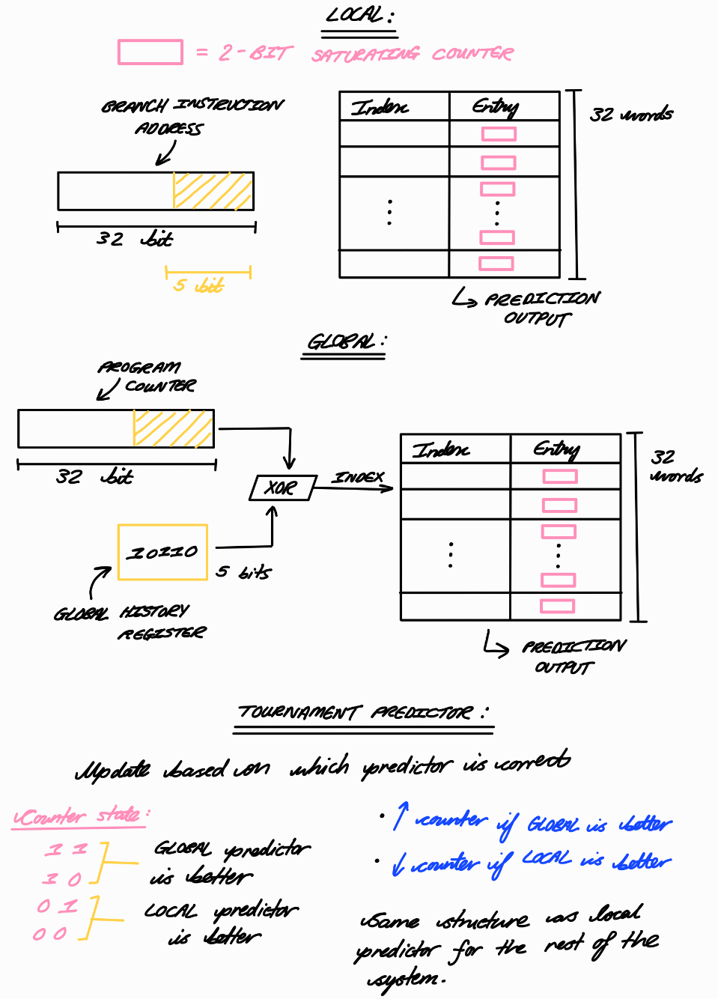 LOCAL:
= 2-BIT SATURATING COUNTER
BRANCH INSTRUCTION
ADDRESS
Index Entry
32 words
32 bit
5 bit
PREDICTION
OUTPUT
GLOBAL:
PROGRAM
COUNTER
32 bit
XOR
INDEX
Index Entry
32
words
10110
5 bits
GLOBAL HISTORY
REGISTER
PREDICTION
OUTPUT
TOURNAMENT PREDICTOR:
Update based on which predictor is correct
Counter state:
11
10
GLOBAL predictor
is better
01
00
LOCAL predictor
is better
• ↑ counter if GLOBAL is better
• ↓ counter if LOCAL is better
Same structure as local
predictor for the rest of the
system.